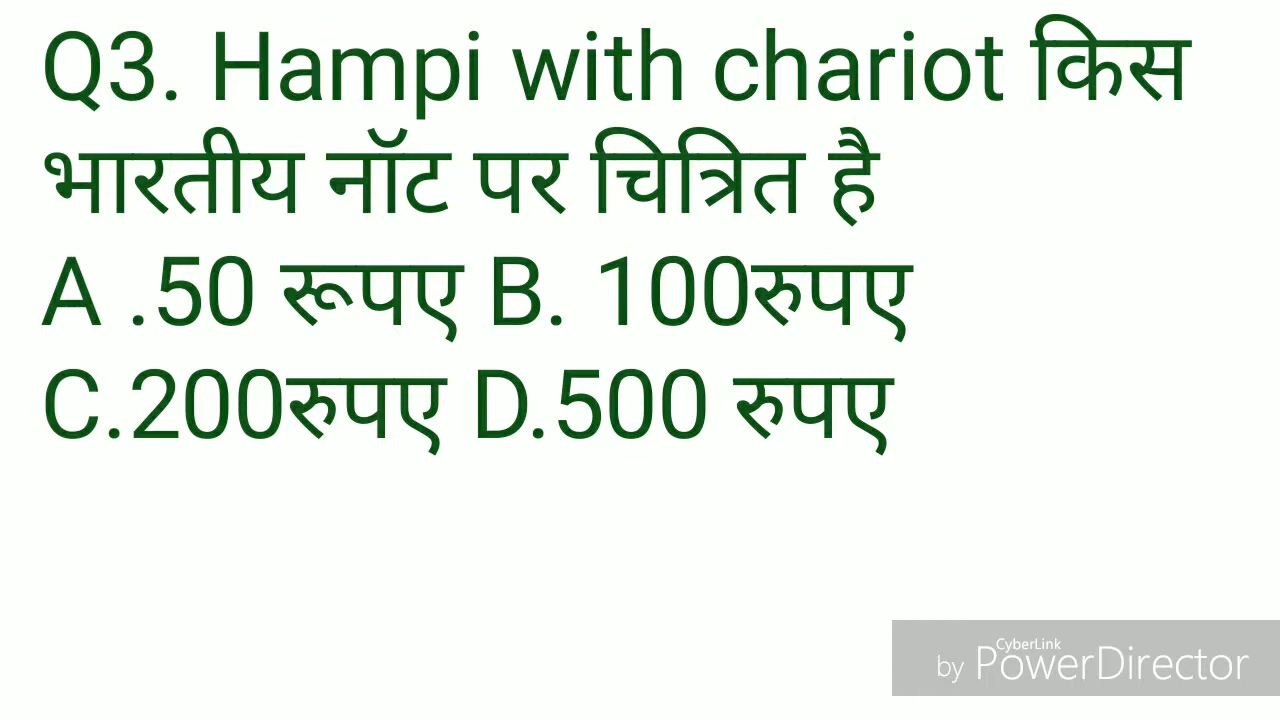 Q3. Hampi with chariot किस
भारतीय नॉट पर चित्रित है
A .50 रूपए B. 100रुपए
C.200रुपए D.500 रुपए
CyberLink
by PowerDirector